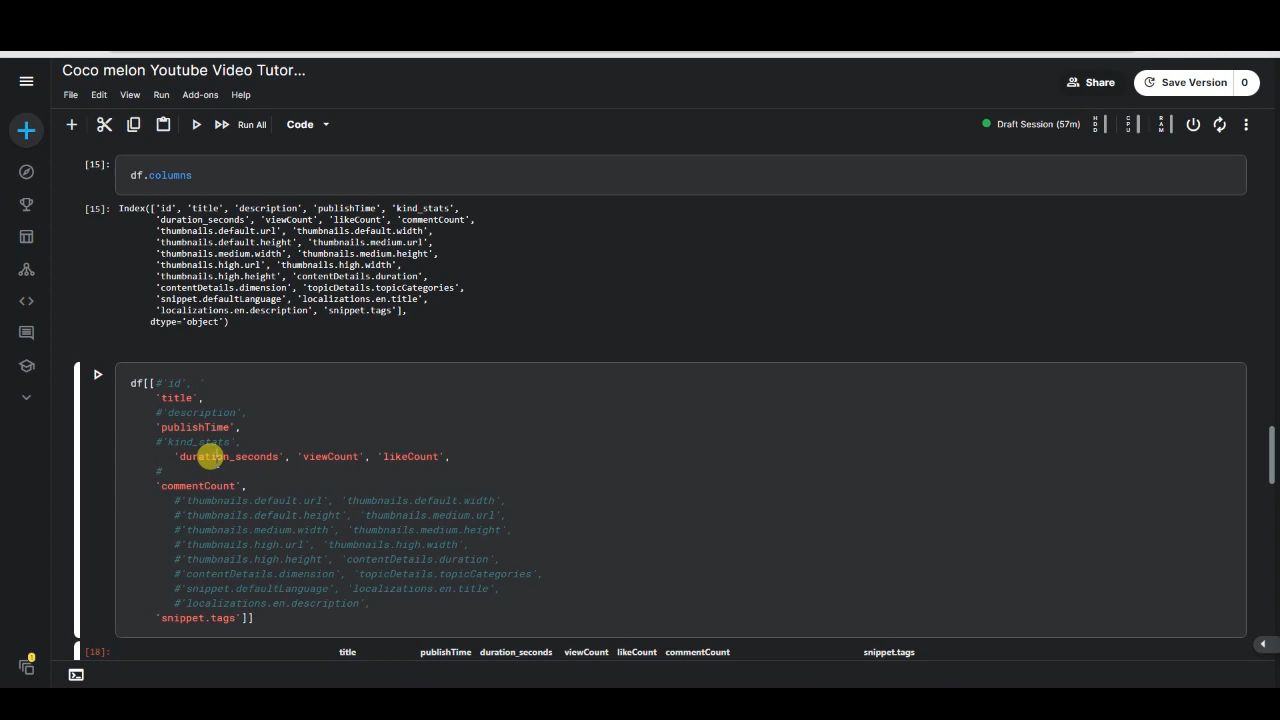 Coco melon Youtube Video Tutor...
File Edit View Run Add-ons Help
Share
Save Version 0
Run All Code
Draft Session (57m)
HDD CPU RAM
[15]:
df.columns
[15]: Index(['id', 'title', 'description', 'publishTime', 'kind_stats',
'duration_seconds', 'viewCount', 'likeCount', 'commentCount',
'thumbnails.default.url', 'thumbnails.default.width',
'thumbnails.default.height', 'thumbnails.medium.url',
'thumbnails.medium.width', 'thumbnails.medium.height',
'thumbnails.high.url', 'thumbnails.high.width',
'thumbnails.high.height', 'contentDetails.duration',
'contentDetails.dimension', 'topicDetails.topicCategories',
'snippet.defaultLanguage', 'localizations.en.title',
'localizations.en.description', 'snippet.tags'],
dtype='object')
df[[#'id', `
'title',
#'description',
'publishTime',
#'kind_stats',
'duration_seconds', 'viewCount', 'likeCount',
#
'commentCount',
#'thumbnails.default.url', 'thumbnails.default.width',
#'thumbnails.default.height', 'thumbnails.medium.url',
#'thumbnails.medium.width', 'thumbnails.medium.height',
#'thumbnails.high.url', 'thumbnails.high.width',
#'thumbnails.high.height', 'contentDetails.duration',
#'contentDetails.dimension', 'topicDetails.topicCategories',
#'snippet.defaultLanguage', 'localizations.en.title',
#'localizations.en.description',
'snippet.tags']]
[18]: title publishTime duration_seconds viewCount likeCount commentCount snippet.tags
1